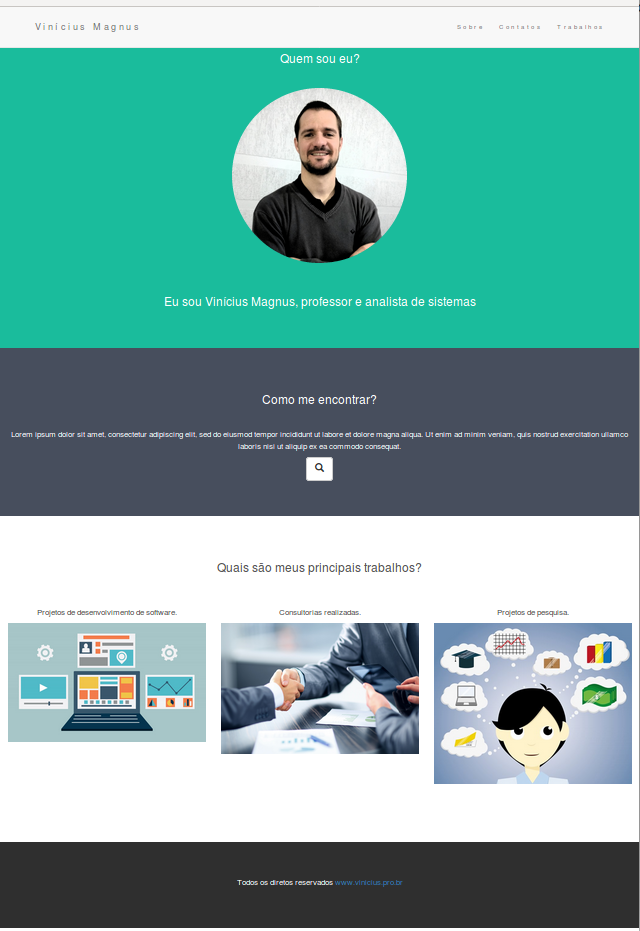 Vinícius Magnus
Sobre Contatos Trabalhos
Quem sou eu?
Eu sou Vinícius Magnus, professor e analista de sistemas
Como me encontrar?
Lorem ipsum dolor sit amet, consectetur adipiscing elit, sed do eiusmod tempor incididunt ut labore et dolore magna aliqua. Ut enim ad minim veniam, quis nostrud exercitation ullamco
laboris nisi ut aliquip ex ea commodo consequat.
Quais são meus principais trabalhos?
Projetos de desenvolvimento de software.
Consultorias realizadas.
Projetos de pesquisa.
Todos os diretos reservados www.vinicius.pro.br